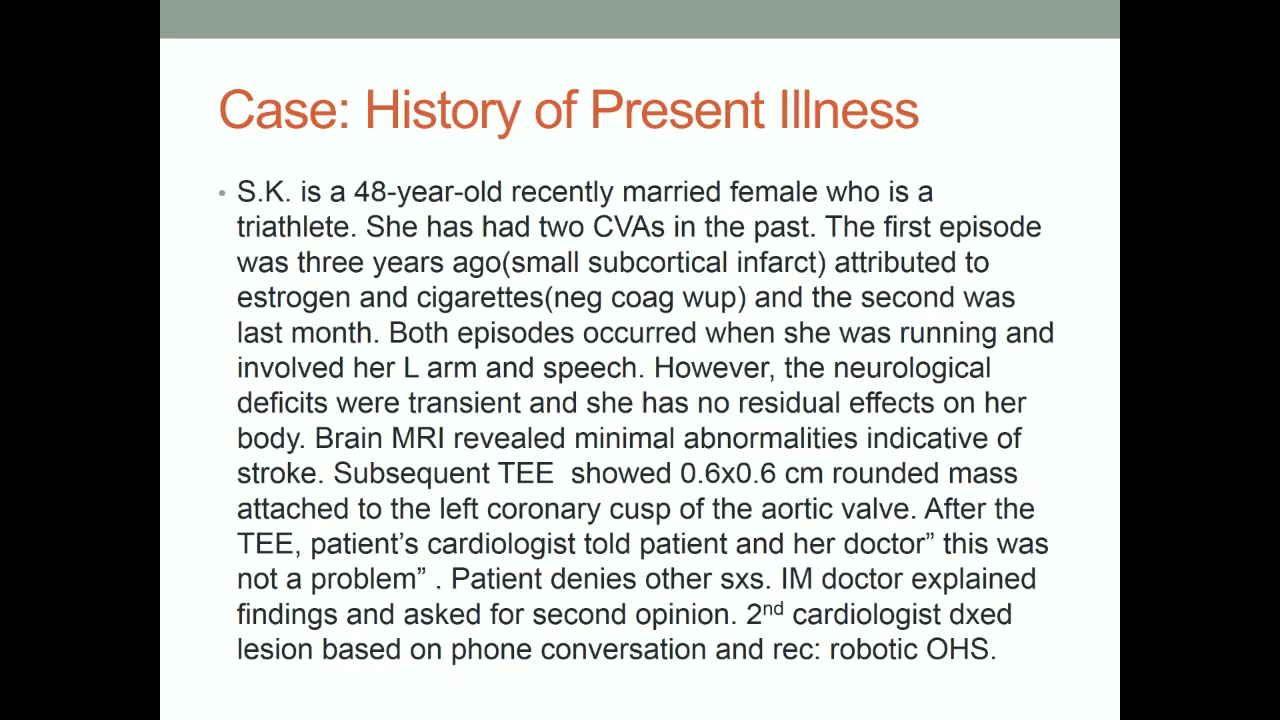 Case: History of Present Illness
• S.K. is a 48-year-old recently married female who is a
triathlete. She has had two CVAs in the past. The first episode
was three years ago(small subcortical infarct) attributed to
estrogen and cigarettes(neg coag wup) and the second was
last month. Both episodes occurred when she was running and
involved her L arm and speech. However, the neurological
deficits were transient and she has no residual effects on her
body. Brain MRI revealed minimal abnormalities indicative of
stroke. Subsequent TEE  showed 0.6x0.6 cm rounded mass
attached to the left coronary cusp of the aortic valve. After the
TEE, patient’s cardiologist told patient and her doctor” this was
not a problem” . Patient denies other sxs. IM doctor explained
findings and asked for second opinion. 2nd cardiologist dxed
lesion based on phone conversation and rec: robotic OHS.